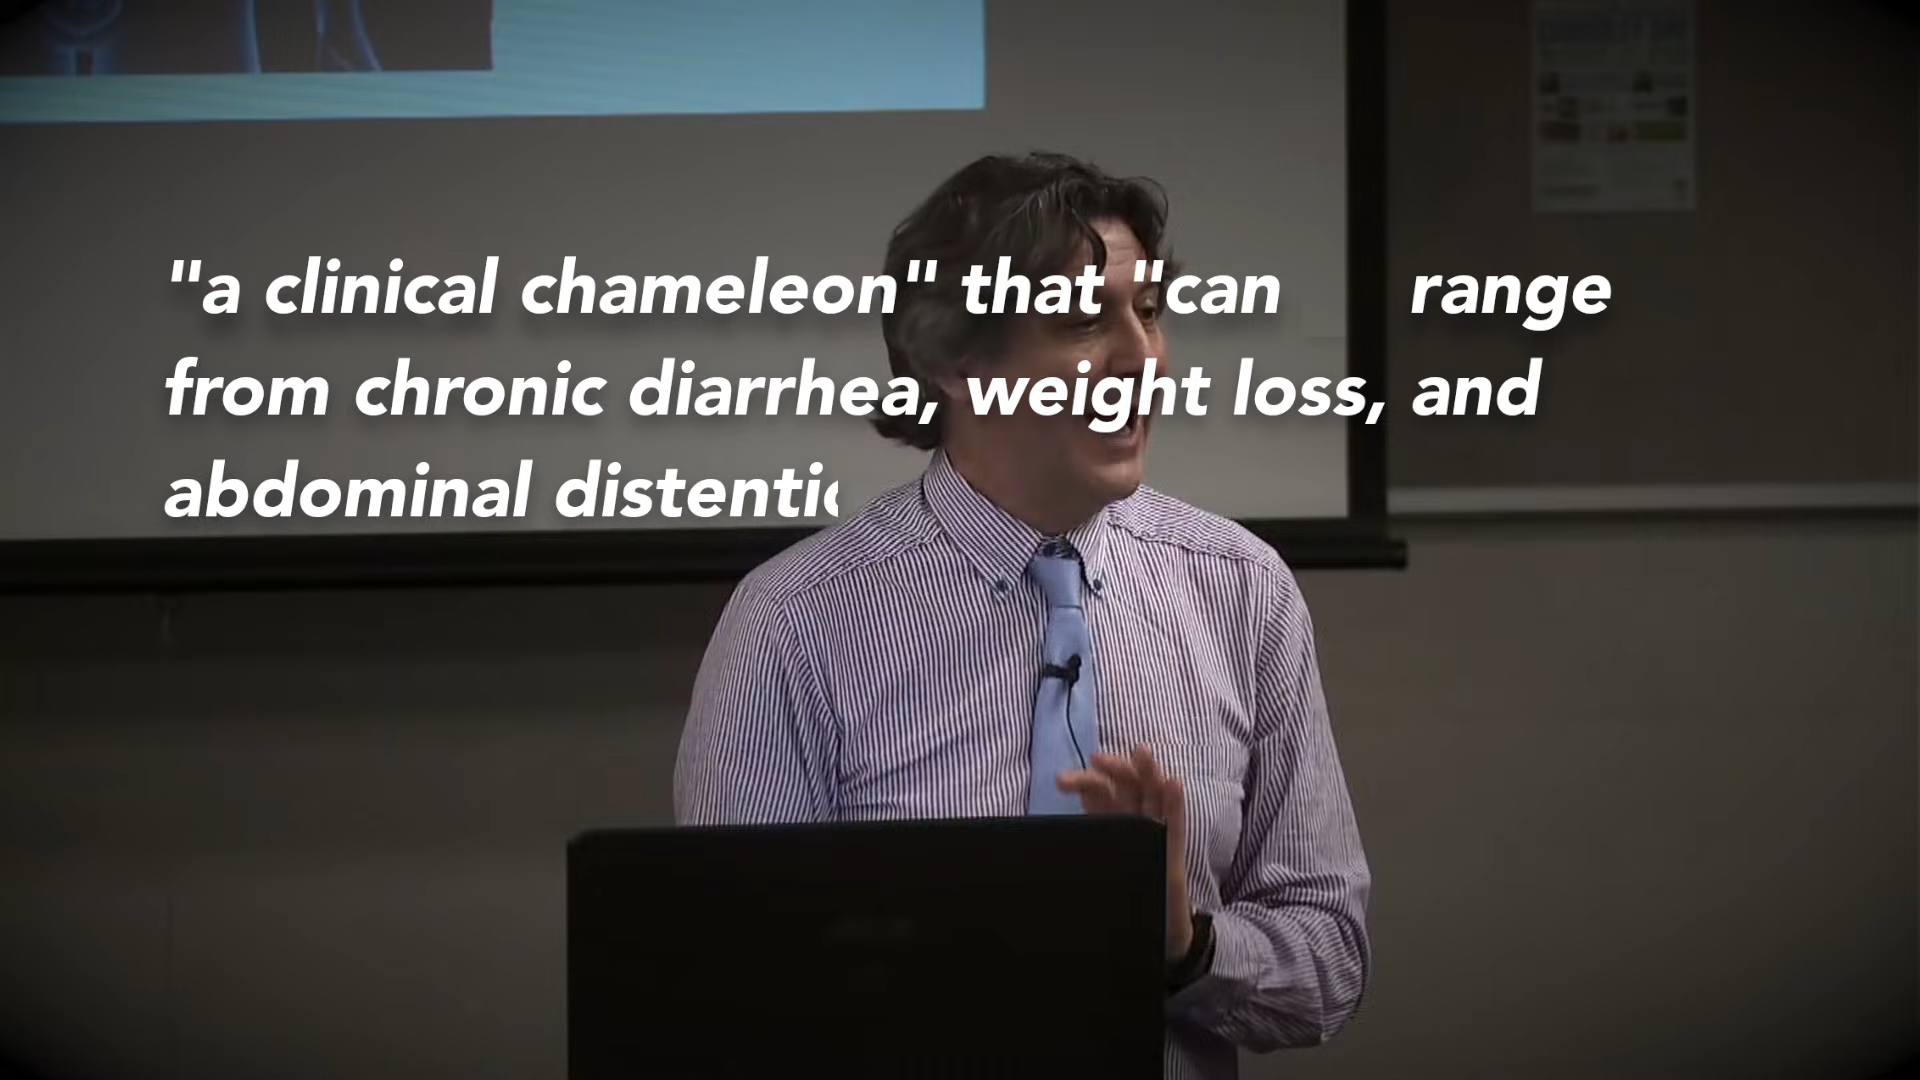 "a clinical chameleon" that "can range
from chronic diarrhea, weight loss, and
abdominal distentic